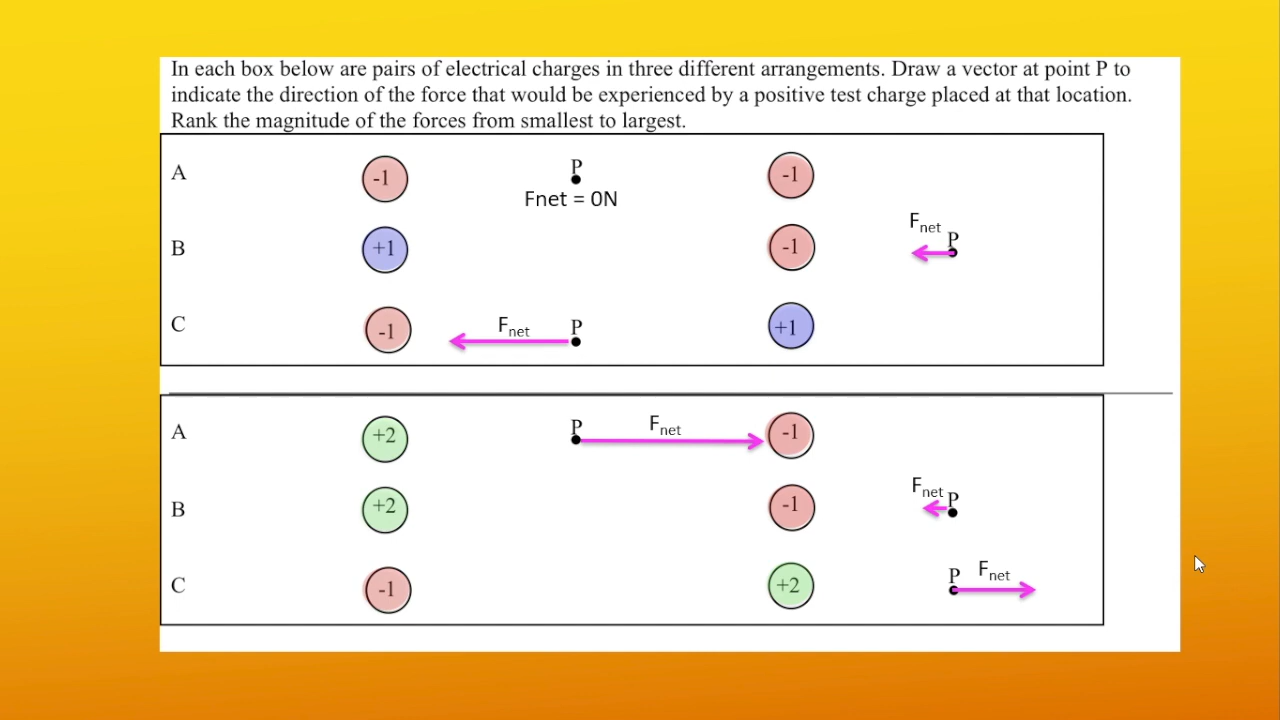 In each box below are pairs of electrical charges in three different arrangements. Draw a vector at point P to
indicate the direction of the force that would be experienced by a positive test charge placed at that location.
Rank the magnitude of the forces from smallest to largest.
A -1 P -1
Fnet = 0N
Fnet
B +1 -1 P
C -1 Fnet P +1
A +2 P Fnet -1
Fnet
B +2 -1 P
C -1 +2 P Fnet